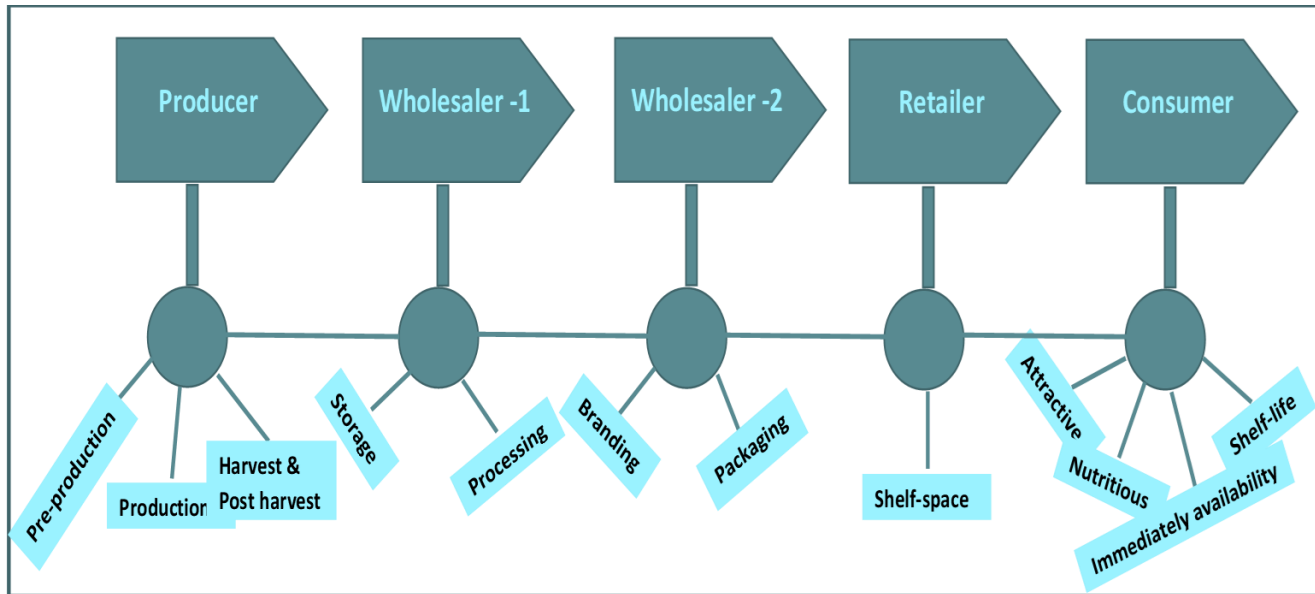 Producer
Wholesaler -1
Wholesaler -2
Retailer
Consumer
Pre-production
Production
Harvest &
Post harvest
Storage
Processing
Branding
Packaging
Shelf-space
Attractive
Nutritious
Immediately availability
Shelf-life